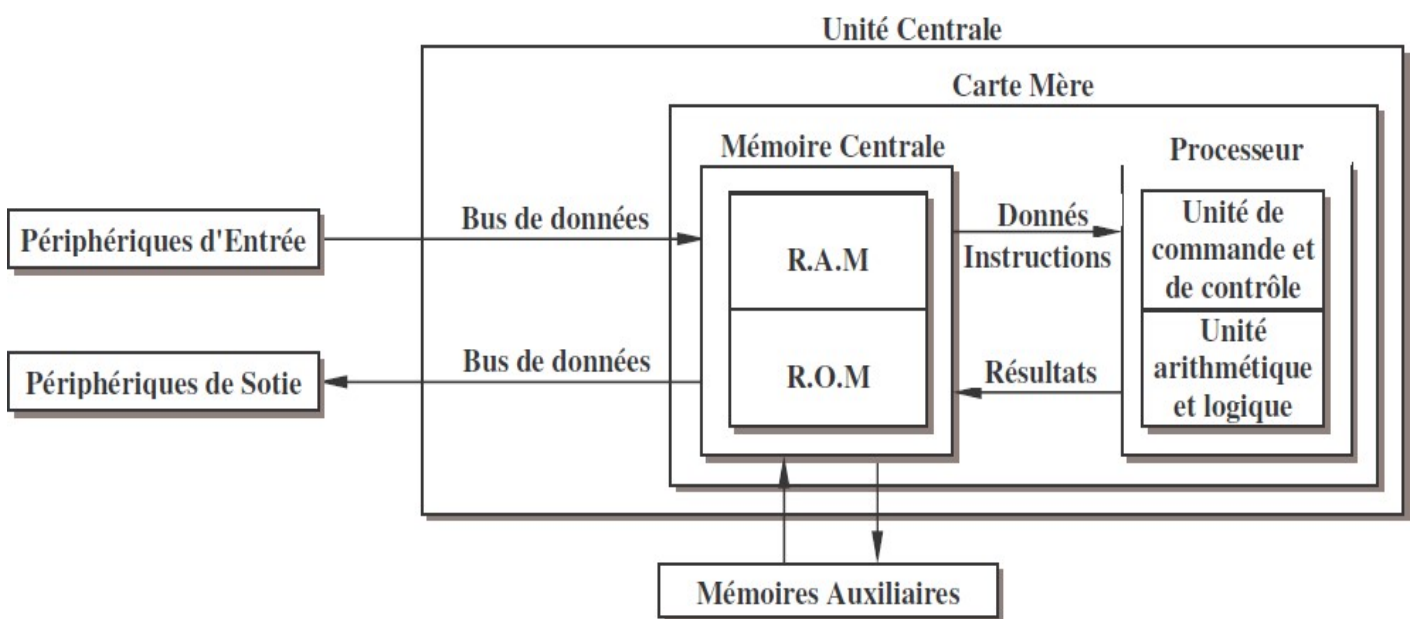 Unité Centrale
Carte Mère
Mémoire Centrale
Processeur
Périphériques d'Entrée
Bus de données
R.A.M
Donnés
Instructions
Unité de
commande et
de contrôle
Périphériques de Sotie
Bus de données
R.O.M
Résultats
Unité
arithmétique
et logique
Mémoires Auxiliaires